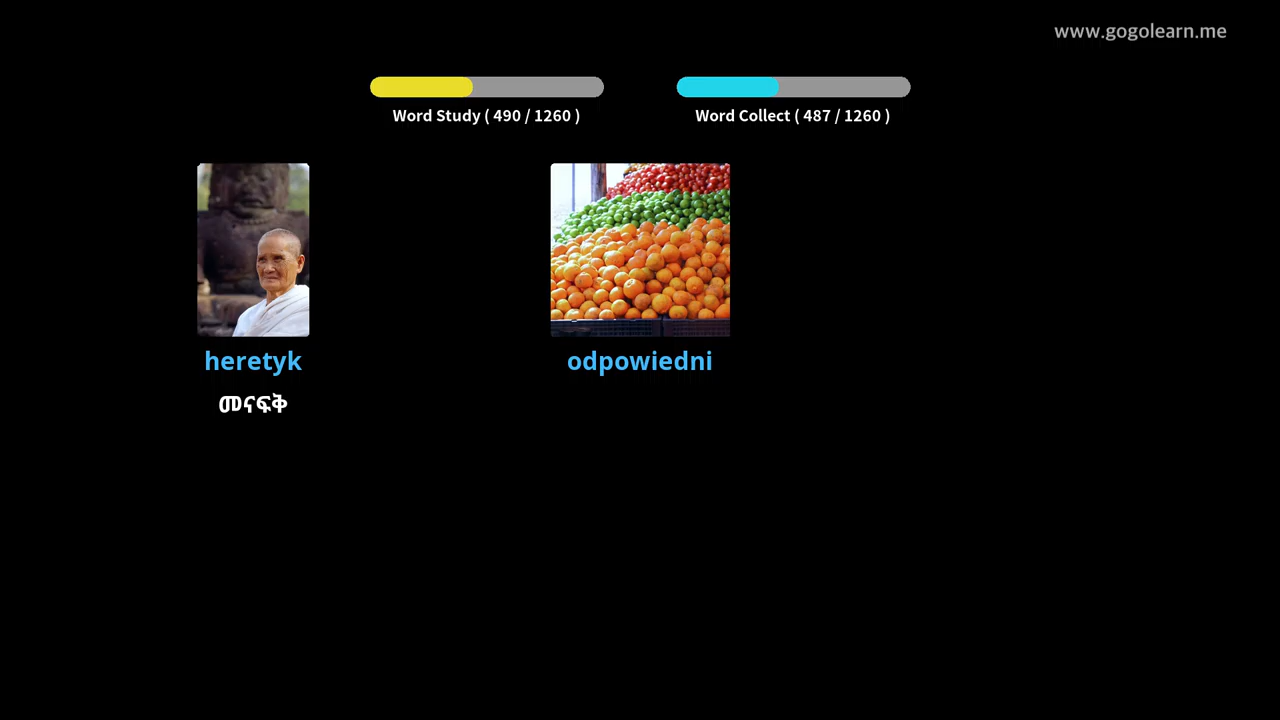 www.gogolearn.me
Word Study ( 490 / 1260 )
Word Collect ( 487 / 1260 )
heretyk
odpowiedni
መናፍቅ